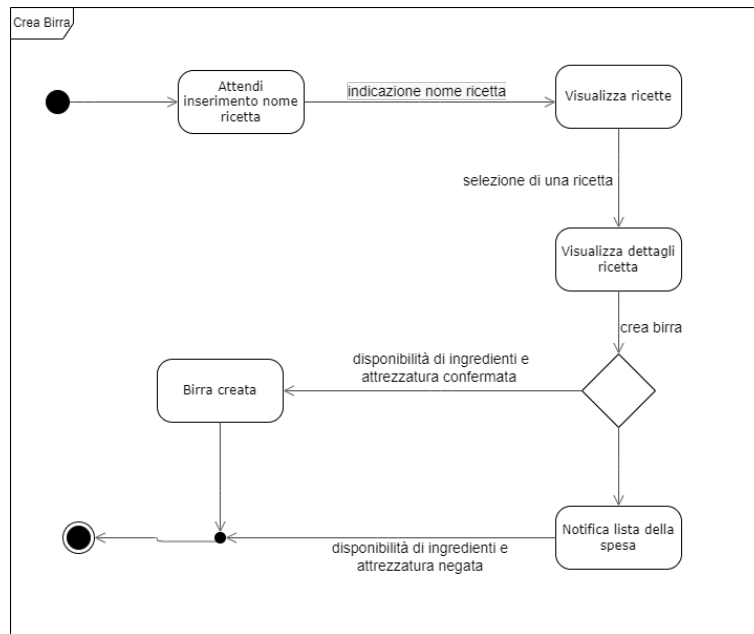 Crea Birra
Attendi
inserimento nome
ricetta
indicazione nome ricetta
Visualizza ricette
selezione di una ricetta
Visualizza dettagli
ricetta
crea birra
disponibilità di ingredienti e
attrezzatura confermata
Birra creata
Notifica lista della
spesa
disponibilità di ingredienti e
attrezzatura negata